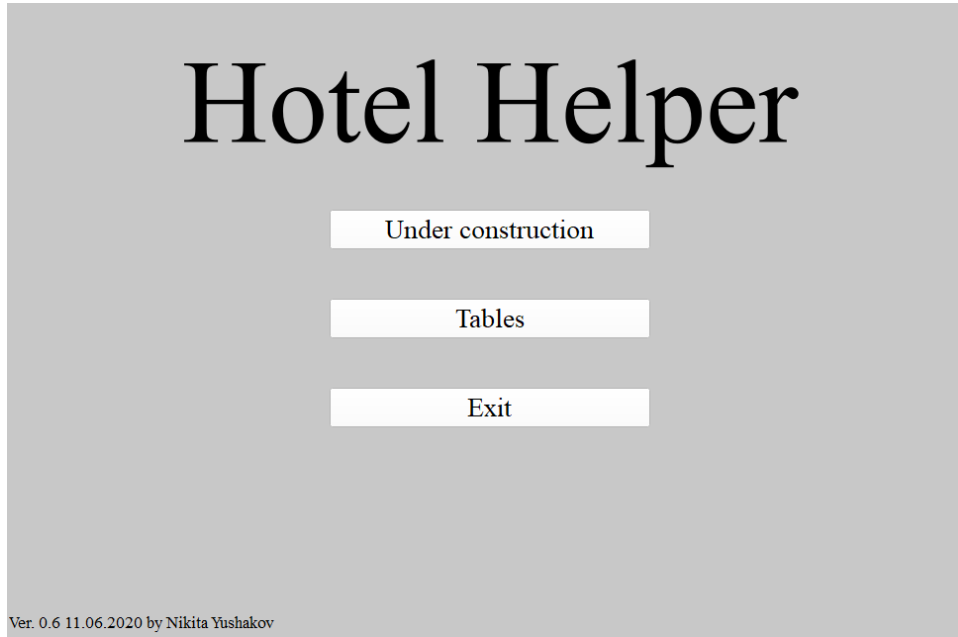 Hotel Helper
Under construction
Tables
Exit
Ver. 0.6 11.06.2020 by Nikita Yushakov